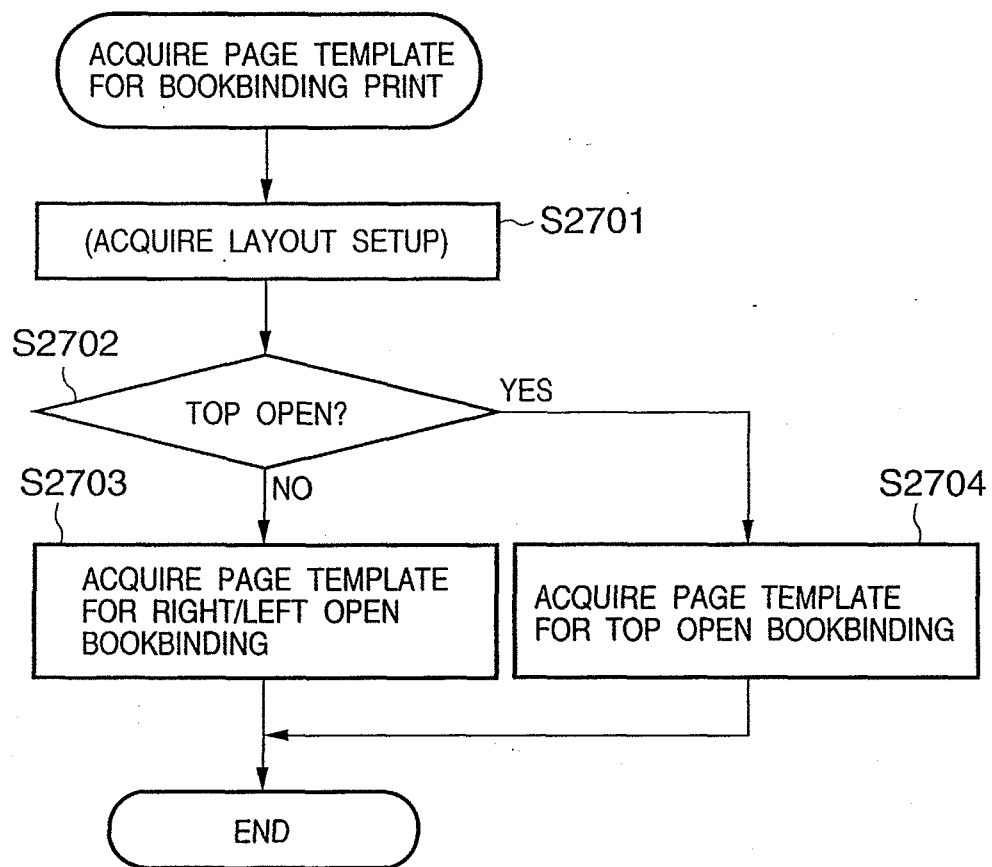 ACQUIRE PAGE TEMPLATE
FOR BOOKBINDING PRINT
(ACQUIRE LAYOUT SETUP)
S2701
S2702
TOP OPEN?
YES
NO
S2703
ACQUIRE PAGE TEMPLATE
FOR RIGHT/LEFT OPEN
BOOKBINDING
S2704
ACQUIRE PAGE TEMPLATE
FOR TOP OPEN BOOKBINDING
END